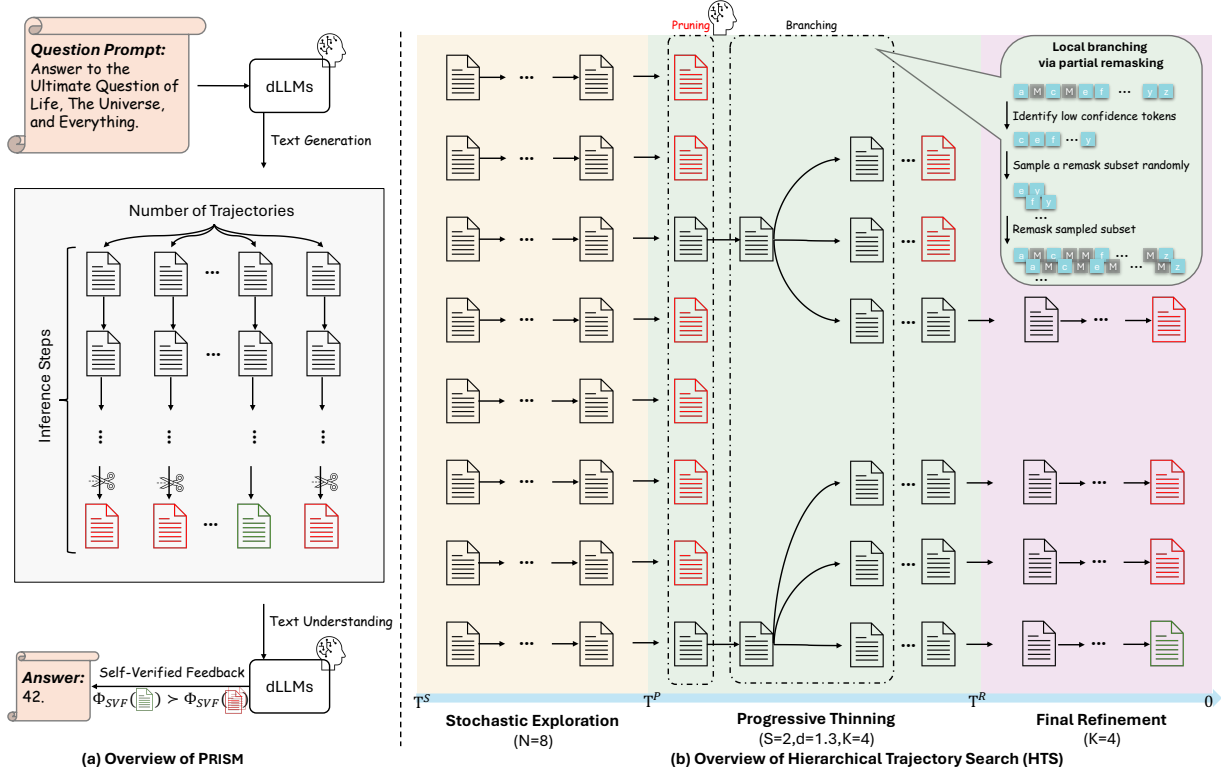 Question Prompt:
Answer to the
Ultimate Question of
Life, The Universe,
and Everything.
dLLMs
Text Generation
Number of Trajectories
...
...
Inference Steps
...
Text Understanding
Self-Verified Feedback
dLLMs
Answer:
42.
Φ_SVF( ) ≻ Φ_SVF( )
(a) Overview of PRISM
Pruning
Branching
Local branching
via partial remasking
a M c M e f ... y z
Identify low confidence tokens
c e f ... y
Sample a remask subset randomly
e v
f y
...
Remask sampled subset
a M c M M f ... M z
a M c M e M ... M z
...
T^S
T^P
T^R
0
Stochastic Exploration
(N=8)
Progressive Thinning
(S=2,d=1.3,K=4)
Final Refinement
(K=4)
(b) Overview of Hierarchical Trajectory Search (HTS)